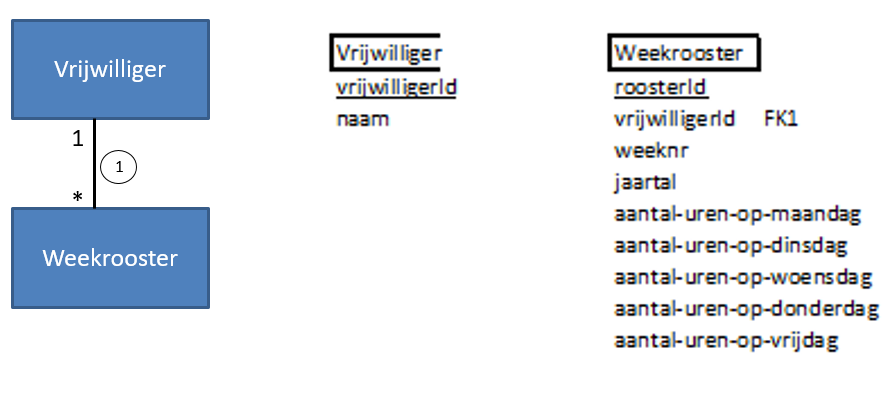 Vrijwilliger
1
1
*
Weekrooster
Vrijwilliger
vrijwilligerId
naam
Weekrooster
roosterId
vrijwilligerId FK1
weeknr
jaartal
aantal-uren-op-maandag
aantal-uren-op-dinsdag
aantal-uren-op-woensdag
aantal-uren-op-donderdag
aantal-uren-op-vrijdag